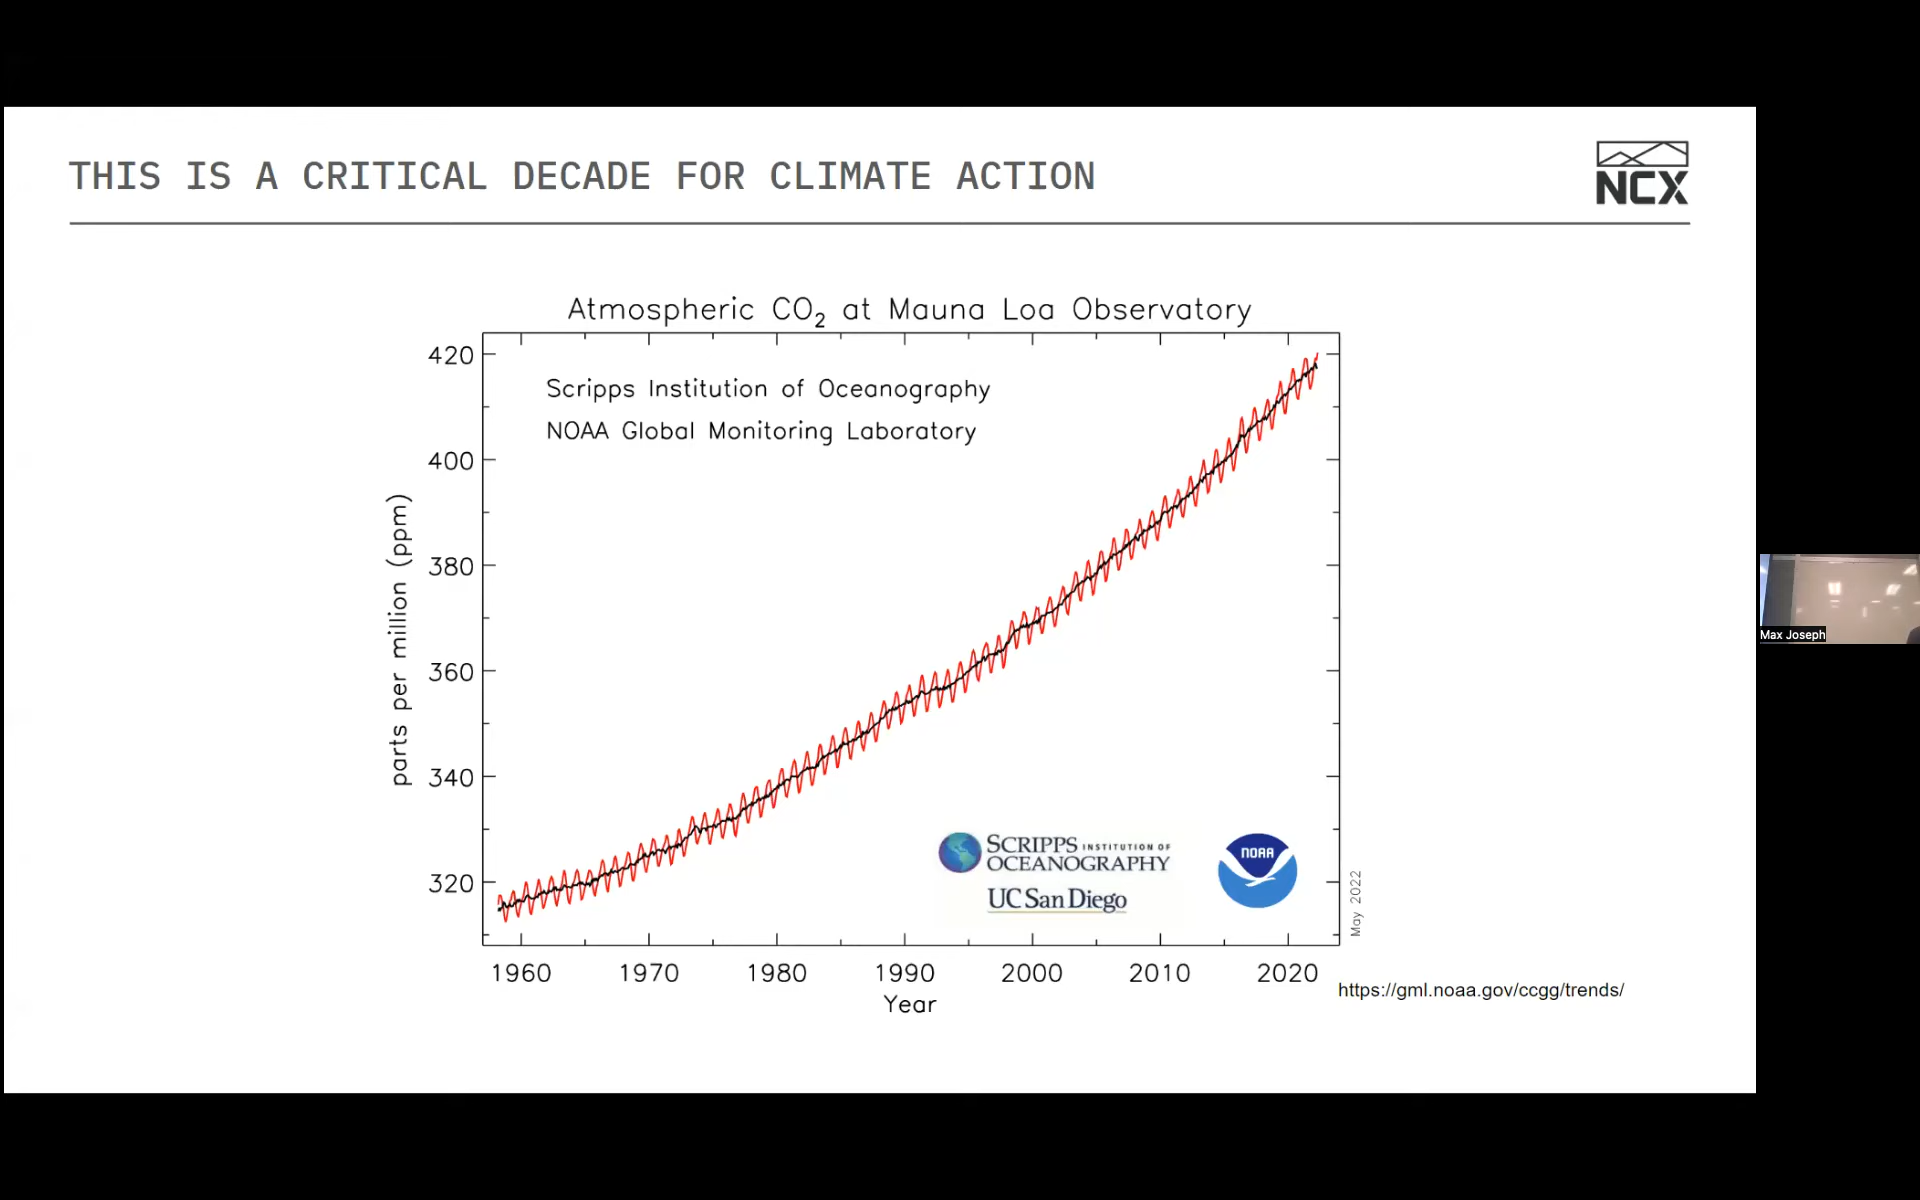 THIS IS A CRITICAL DECADE FOR CLIMATE ACTION
NCX
Atmospheric CO₂ at Mauna Loa Observatory
420
400
380
360
340
320
parts per million (ppm)
Scripps Institution of Oceanography
NOAA Global Monitoring Laboratory
SCRIPPS INSTITUTION OF
OCEANOGRAPHY
UC San Diego
NOAA
May 2022
1960 1970 1980 1990 2000 2010 2020
Year
https://gml.noaa.gov/ccgg/trends/
Max Joseph